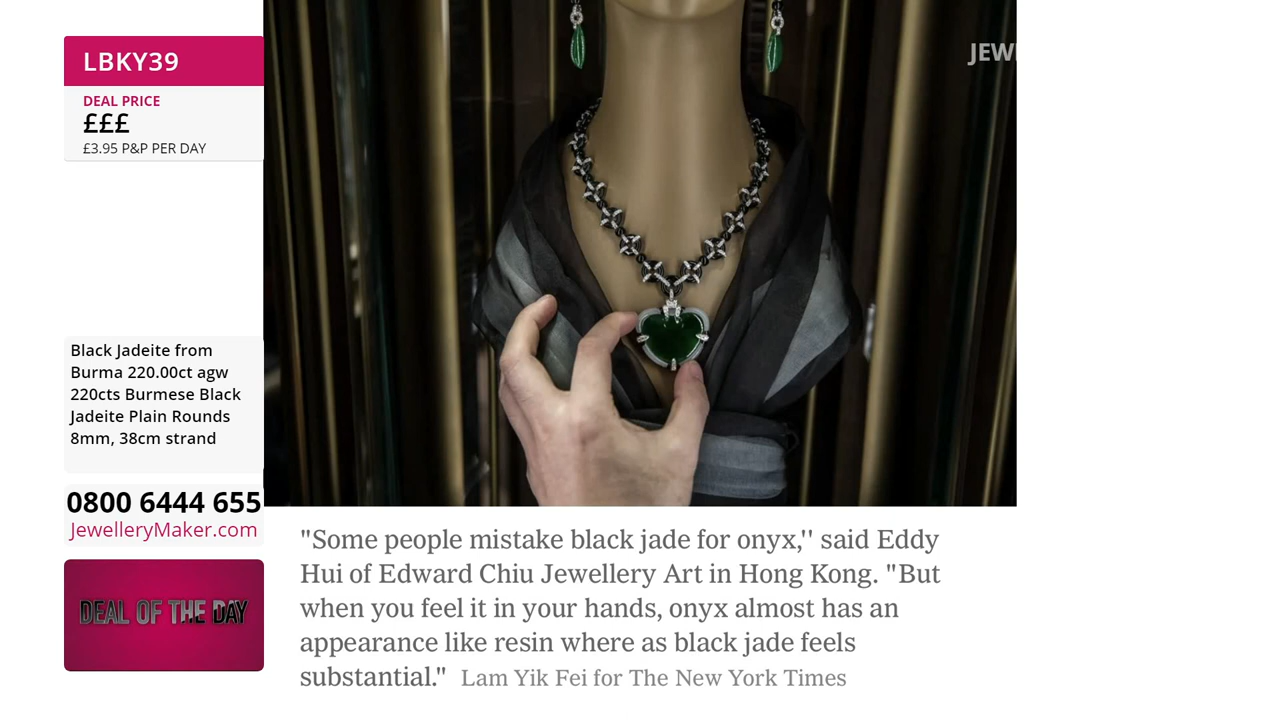 LBKY39
DEAL PRICE
£££
£3.95 P&P PER DAY
Black Jadeite from
Burma 220.00ct agw
220cts Burmese Black
Jadeite Plain Rounds
8mm, 38cm strand
0800 6444 655
JewelleryMaker.com
DEAL OF THE DAY
JEW
"Some people mistake black jade for onyx,'' said Eddy
Hui of Edward Chiu Jewellery Art in Hong Kong. "But
when you feel it in your hands, onyx almost has an
appearance like resin where as black jade feels
substantial." Lam Yik Fei for The New York Times